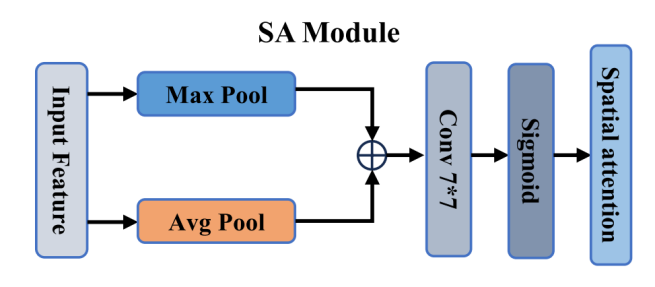 SA Module
Input Feature
Max Pool
Avg Pool
Conv 7*7
Sigmoid
Spatial attention